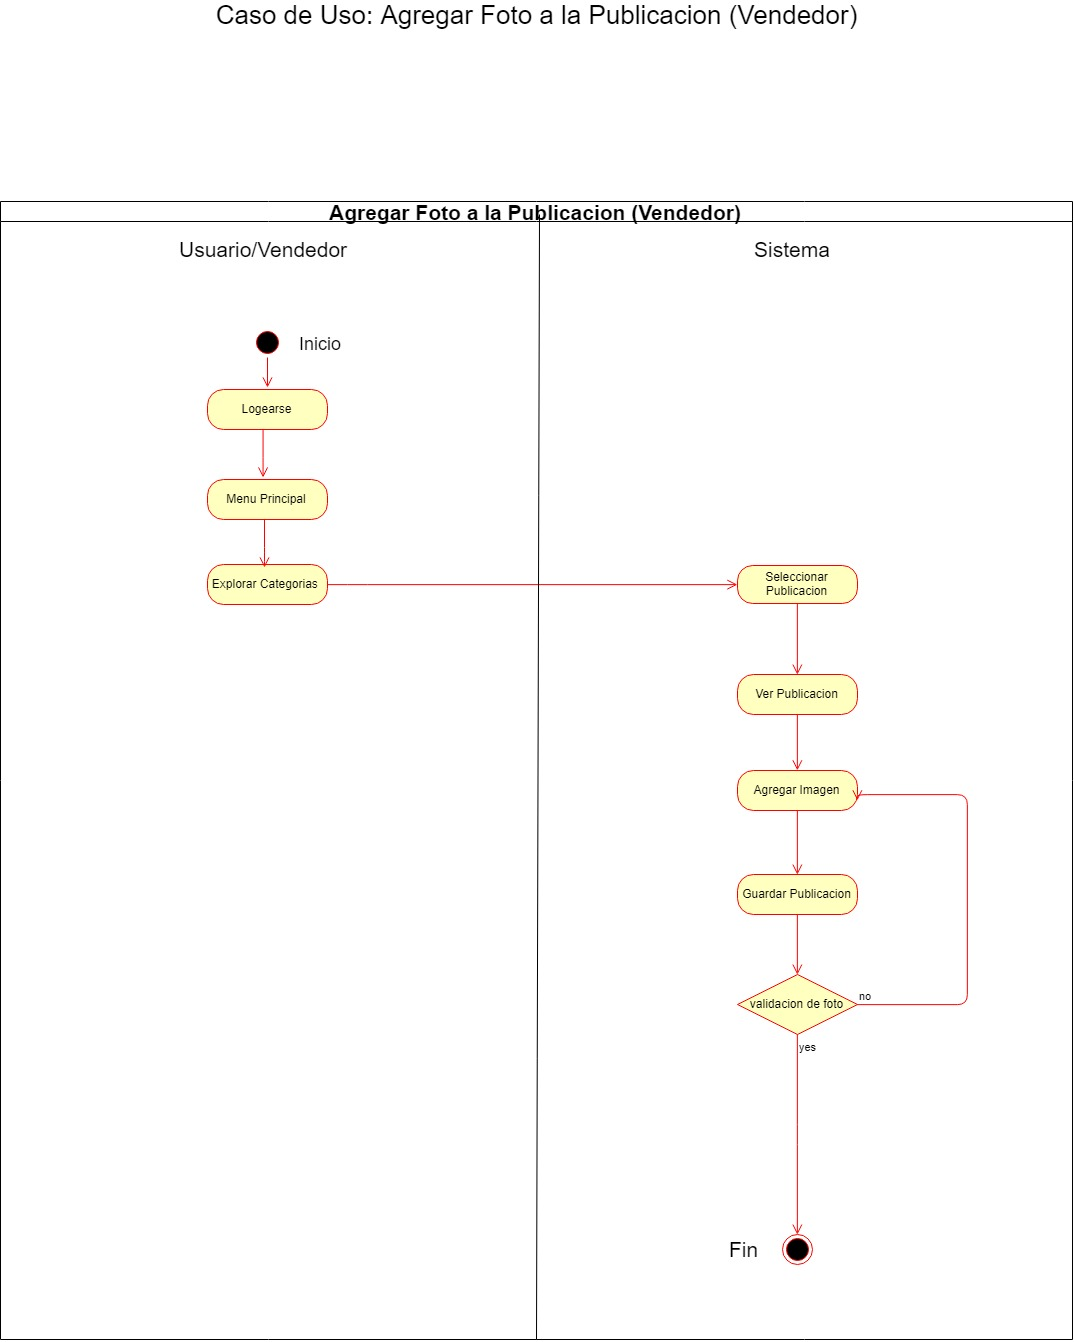 Caso de Uso: Agregar Foto a la Publicacion (Vendedor)
Agregar Foto a la Publicacion (Vendedor)
Usuario/Vendedor
Sistema
Inicio
Logearse
Menu Principal
Explorar Categorias
Seleccionar
Publicacion
Ver Publicacion
Agregar Imagen
Guardar Publicacion
validacion de foto
no
yes
Fin